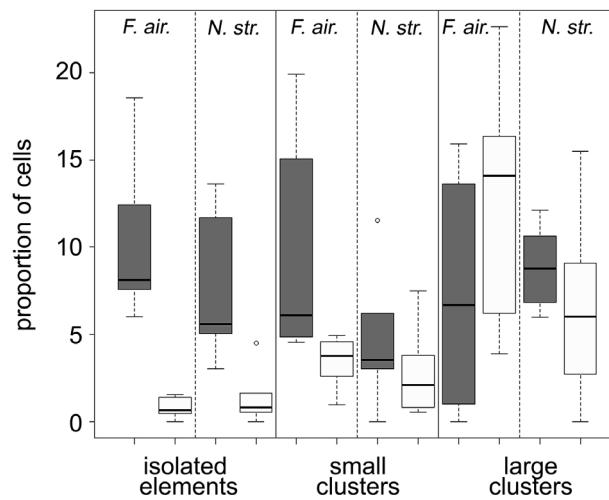 F. air. N. str. F. air. N. str. F. air. N. str.
20
15
10
5
0
proportion of cells
isolated elements
small clusters
large clusters